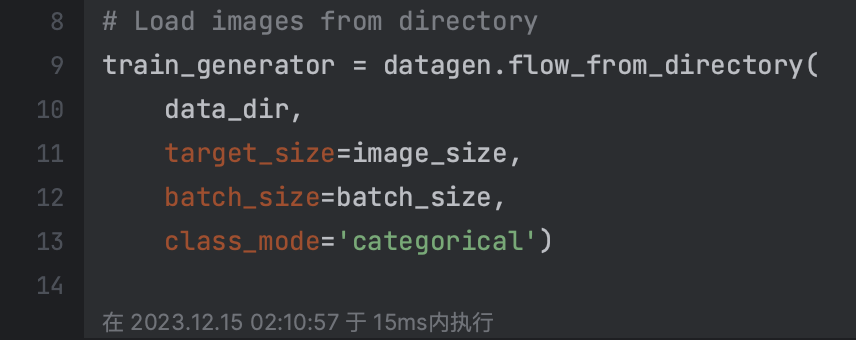 8 # Load images from directory
9 train_generator = datagen.flow_from_directory(
10     data_dir,
11     target_size=image_size,
12     batch_size=batch_size,
13     class_mode='categorical')
14
在 2023.12.15 02:10:57 于 15ms内执行